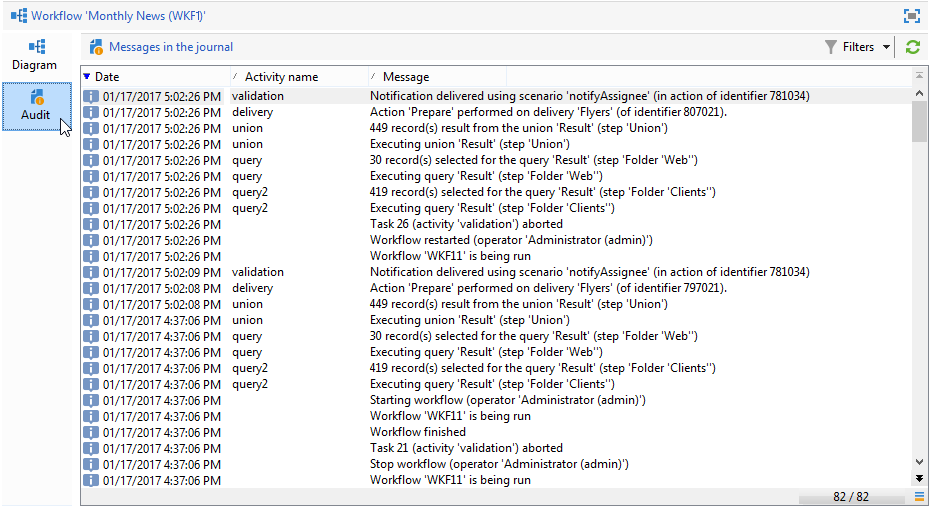 Workflow 'Monthly News (WKF1)'
Diagram
Audit
Messages in the journal
Filters
Date Activity name Message
01/17/2017 5:02:26 PM validation Notification delivered using scenario 'notifyAssignee' (in action of identifier 781034)
01/17/2017 5:02:26 PM delivery Action 'Prepare' performed on delivery 'Flyers' (of identifier 807021).
01/17/2017 5:02:26 PM union 449 record(s) result from the union 'Result' (step 'Union')
01/17/2017 5:02:26 PM union Executing union 'Result' (step 'Union')
01/17/2017 5:02:26 PM query 30 record(s) selected for the query 'Result' (step 'Folder 'Web'')
01/17/2017 5:02:26 PM query Executing query 'Result' (step 'Folder 'Web'')
01/17/2017 5:02:26 PM query2 419 record(s) selected for the query 'Result' (step 'Folder 'Clients'')
01/17/2017 5:02:26 PM query2 Executing query 'Result' (step 'Folder 'Clients'')
01/17/2017 5:02:26 PM Task 26 (activity 'validation') aborted
01/17/2017 5:02:26 PM Workflow restarted (operator 'Administrator (admin)')
01/17/2017 5:02:26 PM Workflow 'WKF11' is being run
01/17/2017 5:02:09 PM validation Notification delivered using scenario 'notifyAssignee' (in action of identifier 781034)
01/17/2017 5:02:08 PM delivery Action 'Prepare' performed on delivery 'Flyers' (of identifier 797021).
01/17/2017 5:02:08 PM union 449 record(s) result from the union 'Result' (step 'Union')
01/17/2017 4:37:06 PM union Executing union 'Result' (step 'Union')
01/17/2017 4:37:06 PM query 30 record(s) selected for the query 'Result' (step 'Folder 'Web'')
01/17/2017 4:37:06 PM query Executing query 'Result' (step 'Folder 'Web'')
01/17/2017 4:37:06 PM query2 419 record(s) selected for the query 'Result' (step 'Folder 'Clients'')
01/17/2017 4:37:06 PM query2 Executing query 'Result' (step 'Folder 'Clients'')
01/17/2017 4:37:06 PM Starting workflow (operator 'Administrator (admin)')
01/17/2017 4:37:06 PM Workflow 'WKF11' is being run
01/17/2017 4:37:06 PM Workflow finished
01/17/2017 4:37:06 PM Task 21 (activity 'validation') aborted
01/17/2017 4:37:06 PM Stop workflow (operator 'Administrator (admin)')
01/17/2017 4:37:06 PM Workflow 'WKF11' is being run
82 / 82